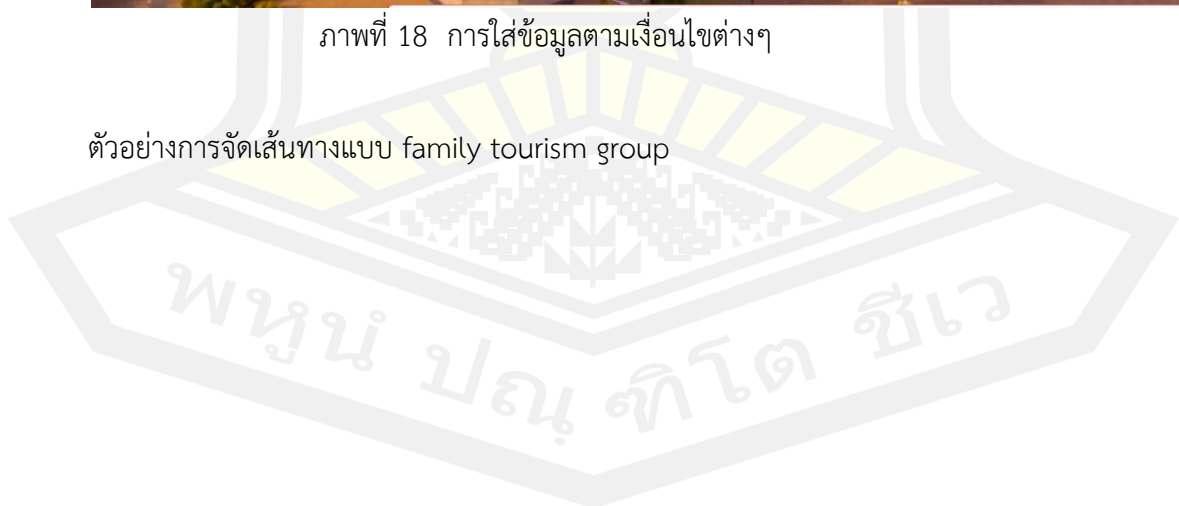 ภาพที่ 18 การใส่ข้อมูลตามเงื่อนไขต่างๆ
ตัวอย่างการจัดเส้นทางแบบ family tourism group
พหูนํ ปณฺฑิโต ชีเว